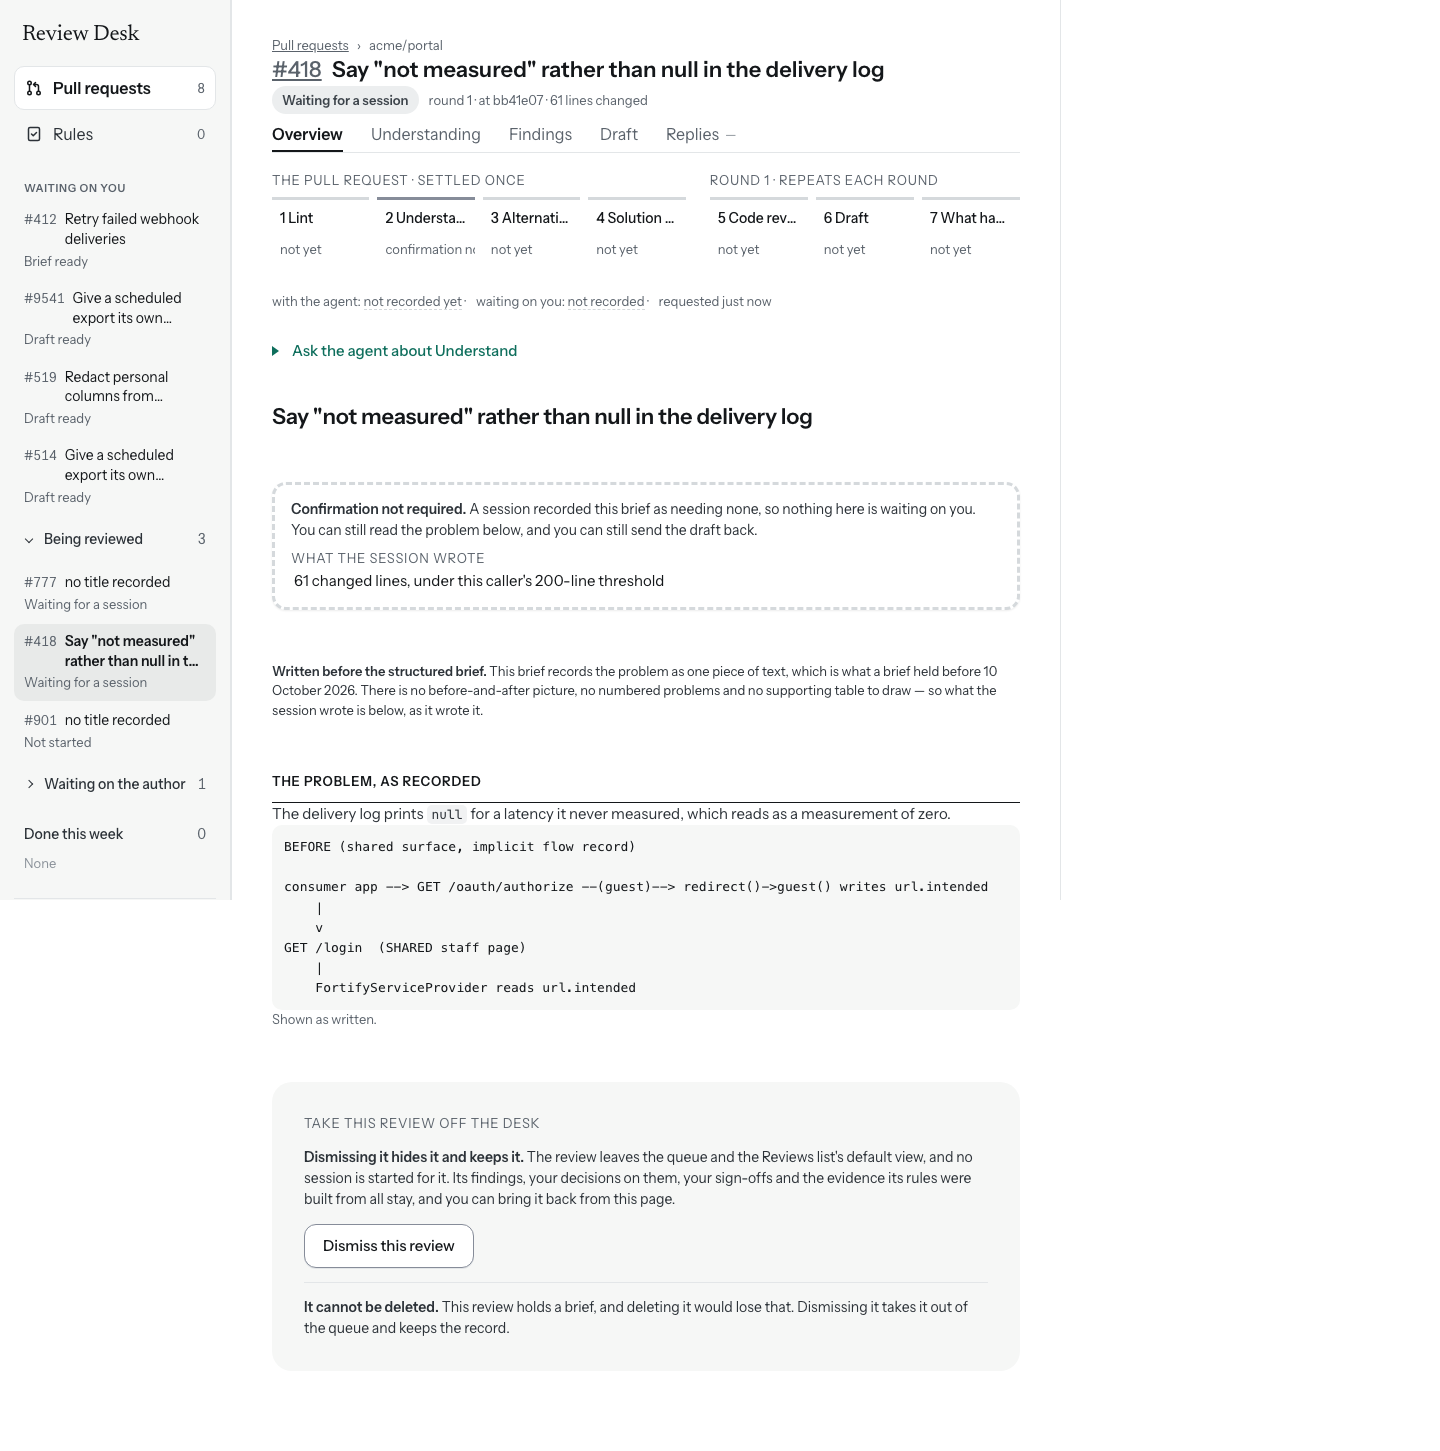 Review Desk
Pull requests 8
Rules 0
WAITING ON YOU
#412 Retry failed webhook
deliveries
Brief ready
#9541 Give a scheduled
export its own...
Draft ready
#519 Redact personal
columns from...
Draft ready
#514 Give a scheduled
export its own...
Draft ready
Being reviewed 3
#777 no title recorded
Waiting for a session
#418 Say "not measured"
rather than null in t...
Waiting for a session
#901 no title recorded
Not started
Waiting on the author 1
Done this week 0
None
Pull requests › acme/portal
#418 Say "not measured" rather than null in the delivery log
Waiting for a session round 1 · at bb41e07 · 61 lines changed
Overview Understanding Findings Draft Replies —
THE PULL REQUEST · SETTLED ONCE ROUND 1 · REPEATS EACH ROUND
1 Lint 2 Understa... 3 Alternati... 4 Solution ... 5 Code rev... 6 Draft 7 What ha...
not yet confirmation no not yet not yet not yet not yet not yet
with the agent: not recorded yet · waiting on you: not recorded · requested just now
Ask the agent about Understand
Say "not measured" rather than null in the delivery log
Confirmation not required. A session recorded this brief as needing none, so nothing here is waiting on you.
You can still read the problem below, and you can still send the draft back.
WHAT THE SESSION WROTE
61 changed lines, under this caller's 200-line threshold
Written before the structured brief. This brief records the problem as one piece of text, which is what a brief held before 10
October 2026. There is no before-and-after picture, no numbered problems and no supporting table to draw — so what the
session wrote is below, as it wrote it.
THE PROBLEM, AS RECORDED
The delivery log prints null for a latency it never measured, which reads as a measurement of zero.
BEFORE (shared surface, implicit flow record)
consumer app --> GET /oauth/authorize --(guest)--> redirect()->guest() writes url.intended
|
v
GET /login (SHARED staff page)
|
FortifyServiceProvider reads url.intended
Shown as written.
TAKE THIS REVIEW OFF THE DESK
Dismissing it hides it and keeps it. The review leaves the queue and the Reviews list's default view, and no
session is started for it. Its findings, your decisions on them, your sign-offs and the evidence its rules were
built from all stay, and you can bring it back from this page.
Dismiss this review
It cannot be deleted. This review holds a brief, and deleting it would lose that. Dismissing it takes it out of
the queue and keeps the record.